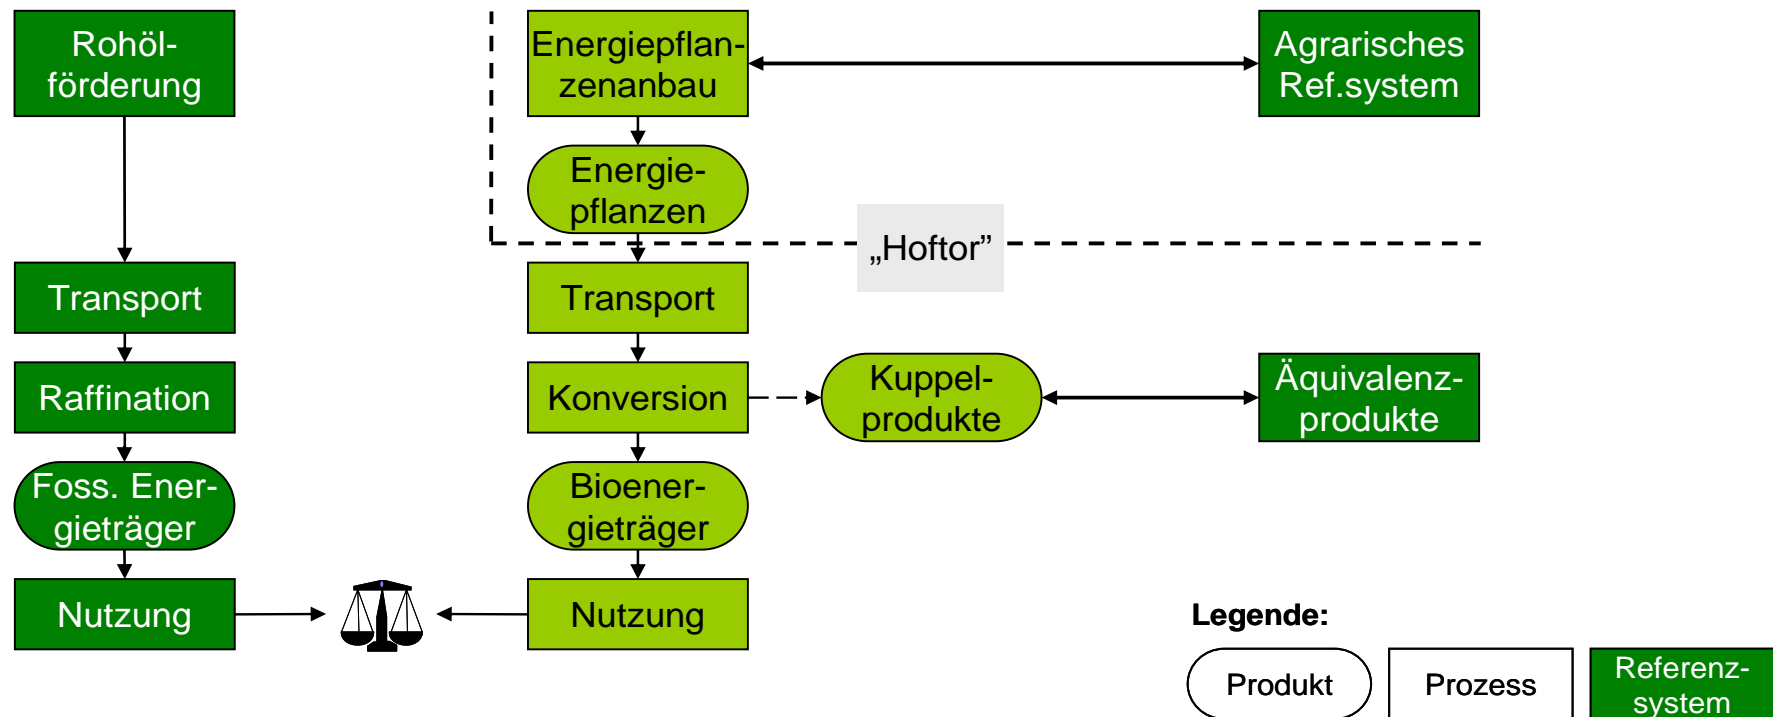 Rohöl-
förderung
Energiepflan-
zenanbau
Agrarisches
Ref.system
Energie-
pflanzen
„Hoftor”
Transport
Transport
Raffination
Konversion
Kuppel-
produkte
Äquivalenz-
produkte
Foss. Ener-
gieträger
Bioener-
gieträger
Nutzung
Nutzung
Legende:
Produkt
Prozess
Referenz-
system